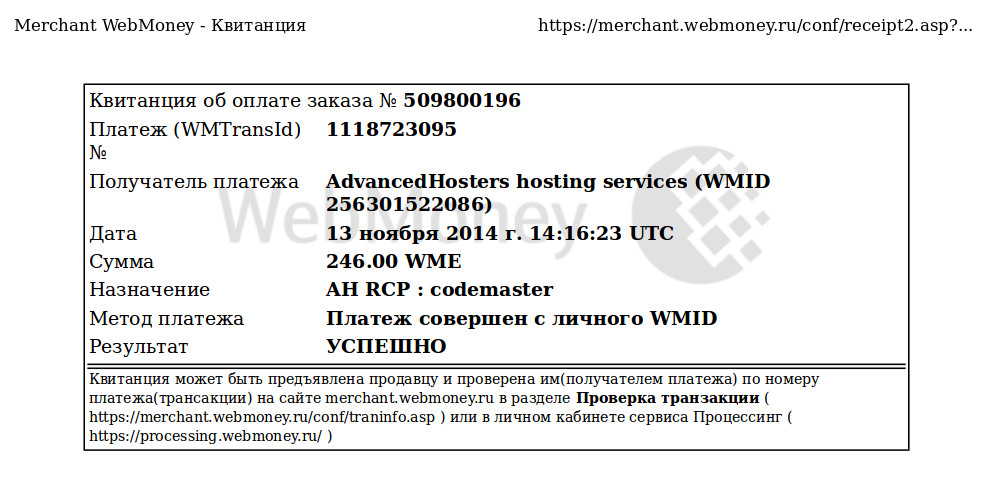 Merchant WebMoney - Квитанция https://merchant.webmoney.ru/conf/receipt2.asp?...
Квитанция об оплате заказа № 509800196
Платеж (WMTransId) 1118723095
№
Получатель платежа AdvancedHosters hosting services (WMID
256301522086)
WebMoney
Дата 13 ноября 2014 г. 14:16:23 UTC
Сумма 246.00 WME
Назначение AH RCP : codemaster
Метод платежа Платеж совершен с личного WMID
Результат УСПЕШНО
Квитанция может быть предъявлена продавцу и проверена им(получателем платежа) по номеру
платежа(трансакции) на сайте merchant.webmoney.ru в разделе Проверка транзакции (
https://merchant.webmoney.ru/conf/traninfo.asp ) или в личном кабинете сервиса Процессинг (
https://processing.webmoney.ru/ )